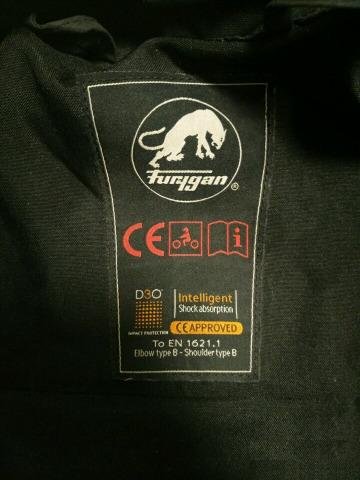 Furygan®
CE i
D3O
Intelligent
Shock absorption
IMPACT PROTECTION
CE APPROVED
To EN 1621.1
Elbow type B - Shoulder type B